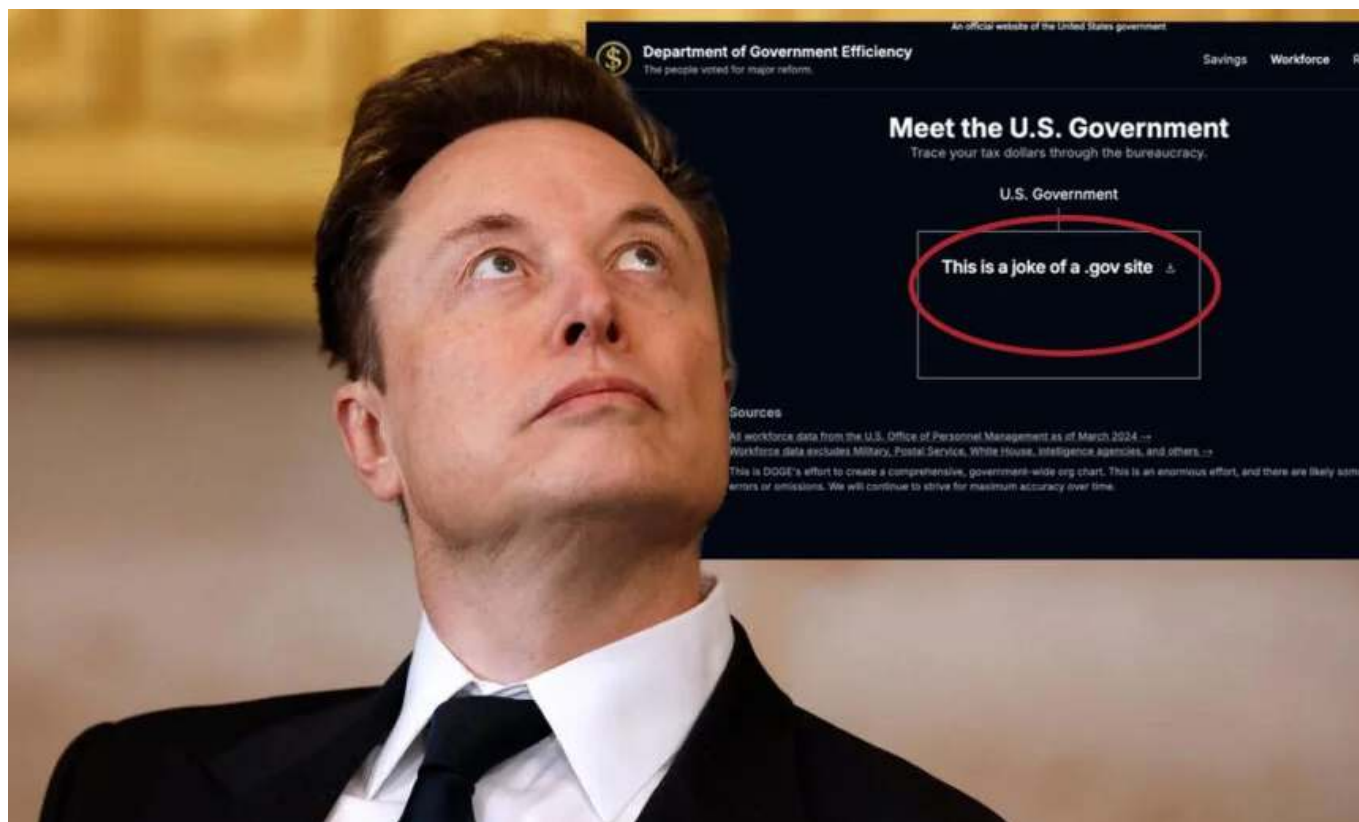 An official website of the United States government
Department of Government Efficiency
The people voted for major reform.
Savings Workforce R
Meet the U.S. Government
Trace your tax dollars through the bureaucracy.
U.S. Government
This is a joke of a .gov site
Sources
All workforce data from the U.S. Office of Personnel Management as of March 2024 →
Workforce data excludes Military, Postal Service, White House, intelligence agencies, and others →
This is DOGE's effort to create a comprehensive, government-wide org chart. This is an enormous effort, and there are likely some
errors or omissions. We will continue to strive for maximum accuracy over time.